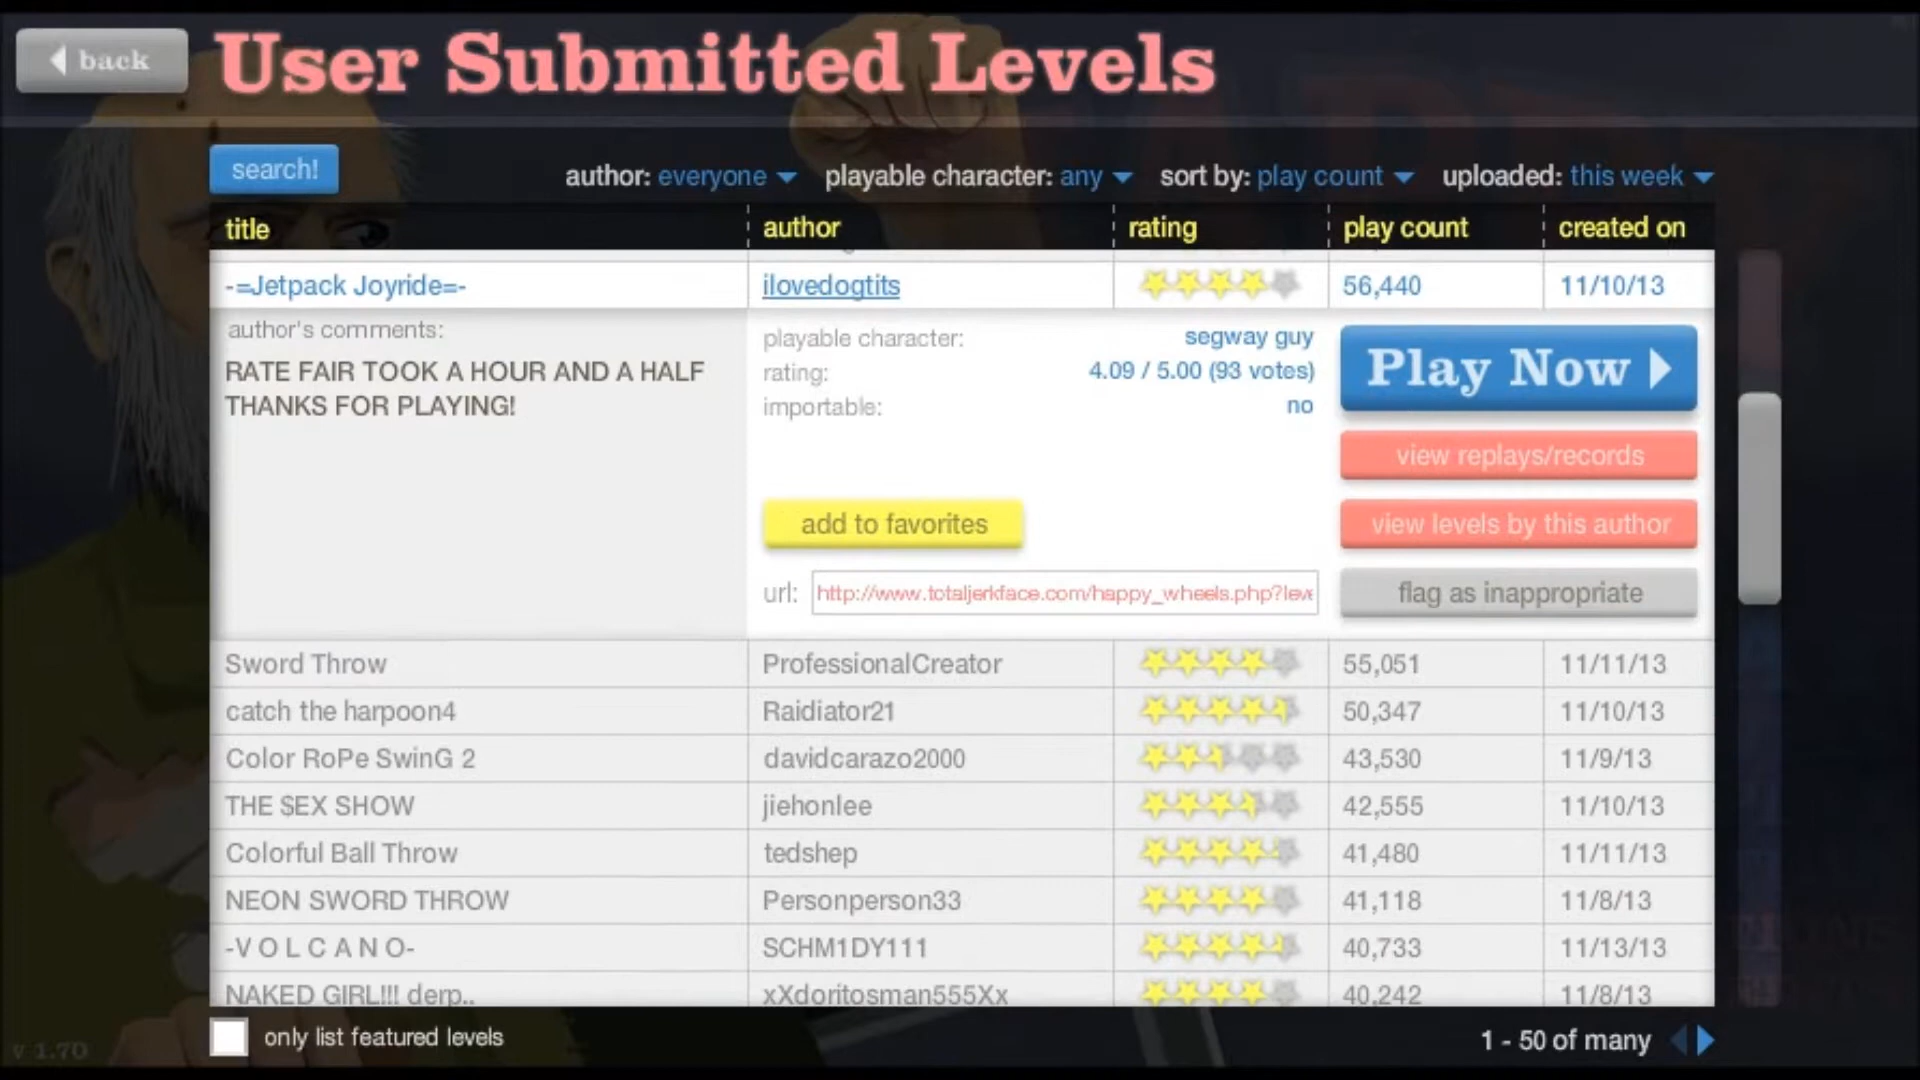 back
User Submitted Levels
search!
author: everyone playable character: any sort by: play count uploaded: this week
title author rating play count created on
-=Jetpack Joyride=- ilovedogtits 56,440 11/10/13
author's comments:
RATE FAIR TOOK A HOUR AND A HALF
THANKS FOR PLAYING!
playable character: segway guy
rating: 4.09 / 5.00 (93 votes)
importable: no
Play Now
view replays/records
add to favorites
view levels by this author
url: http://www.totaljerkface.com/happy_wheels.php?leve
flag as inappropriate
Sword Throw ProfessionalCreator 55,051 11/11/13
catch the harpoon4 Raidiator21 50,347 11/10/13
Color RoPe SwinG 2 davidcarazo2000 43,530 11/9/13
THE $EX SHOW jiehonlee 42,555 11/10/13
Colorful Ball Throw tedshep 41,480 11/11/13
NEON SWORD THROW Personperson33 41,118 11/8/13
-V O L C A N O- SCHM1DY111 40,733 11/13/13
NAKED GIRL!!! derp.. xXdoritosman555Xx 40,242 11/8/13
only list featured levels
1 - 50 of many
v 1.70